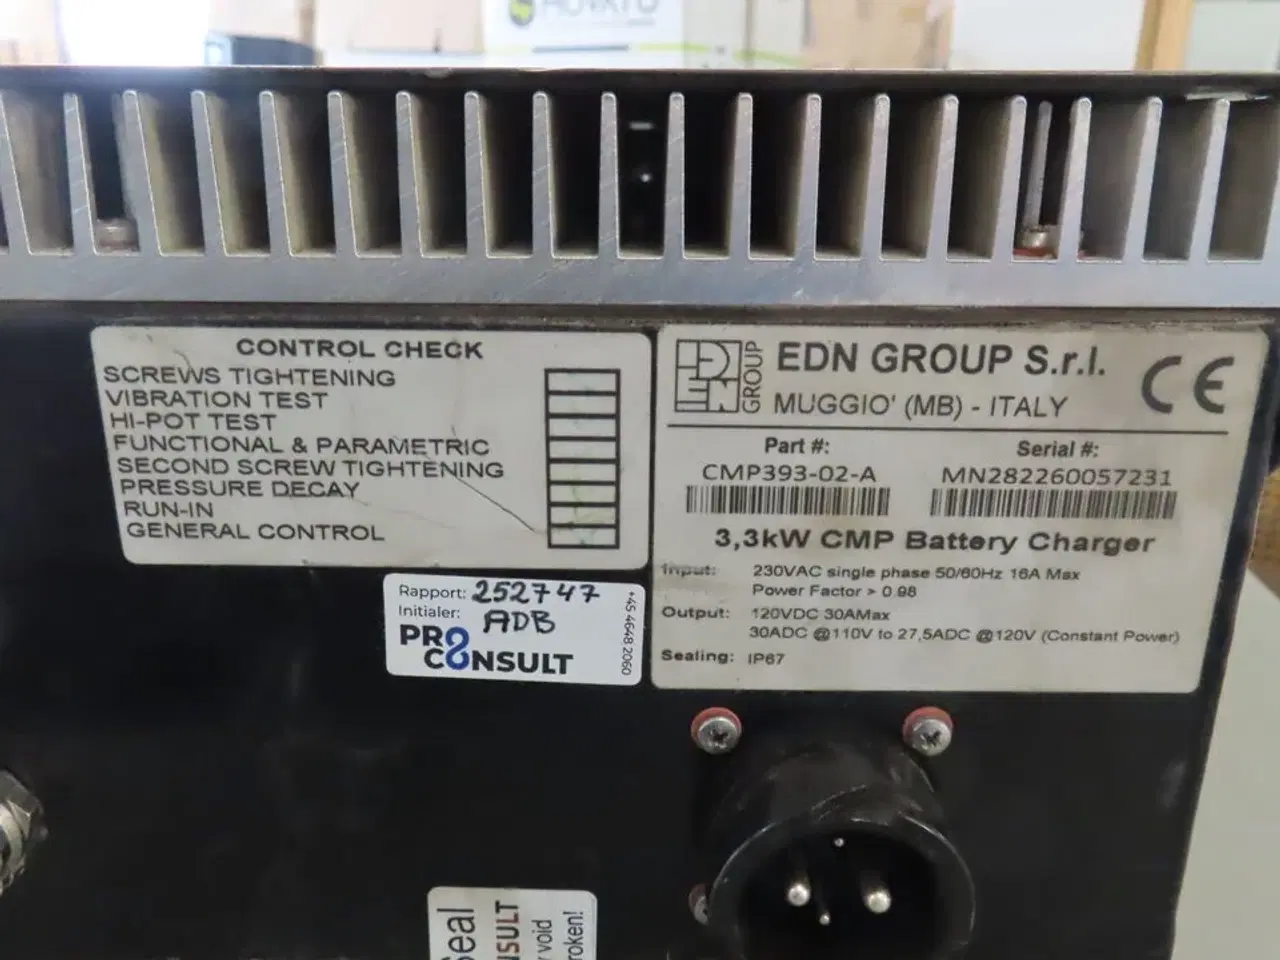 CONTROL CHECK
SCREWS TIGHTENING
VIBRATION TEST
HI-POT TEST
FUNCTIONAL & PARAMETRIC
SECOND SCREW TIGHTENING
PRESSURE DECAY
RUN-IN
GENERAL CONTROL
EDN GROUP
EDN GROUP S.r.l.
MUGGIO' (MB) - ITALY
CE
Part #:
CMP393-02-A
Serial #:
MN282260057231
3,3kW CMP Battery Charger
Input: 230VAC single phase 50/60Hz 16A Max
Power Factor > 0.98
Output: 120VDC 30AMax
30ADC @110V to 27,5ADC @120V (Constant Power)
Sealing: IP67
Rapport: 252747
Initialer: ADB
PRO CONSULT
+45 4648 2060
Seal
NSULT
void
roken!